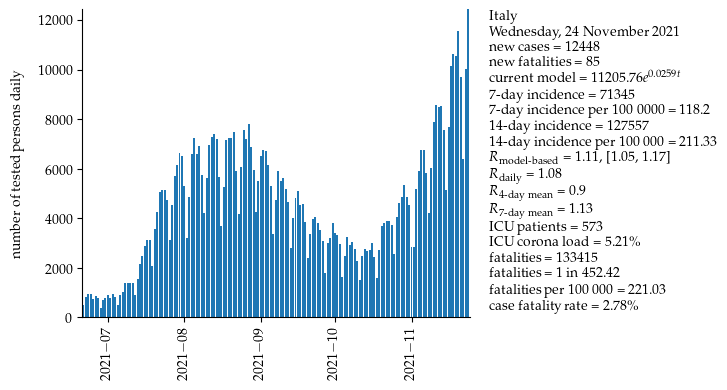 number of tested persons daily
12000
10000
8000
6000
4000
2000
0
2021−07
2021−08
2021−09
2021−10
2021−11
Italy
Wednesday, 24 November 2021
new cases = 12448
new fatalities = 85
current model = 11205.76e^0.0259t
7-day incidence = 71345
7-day incidence per 100 0000 = 118.2
14-day incidence = 127557
14-day incidence per 100 000 = 211.33
R_model-based = 1.11, [1.05, 1.17]
R_daily = 1.08
R_4-day mean = 0.9
R_7-day mean = 1.13
ICU patients = 573
ICU corona load = 5.21%
fatalities = 133415
fatalities = 1 in 452.42
fatalities per 100 000 = 221.03
case fatality rate = 2.78%